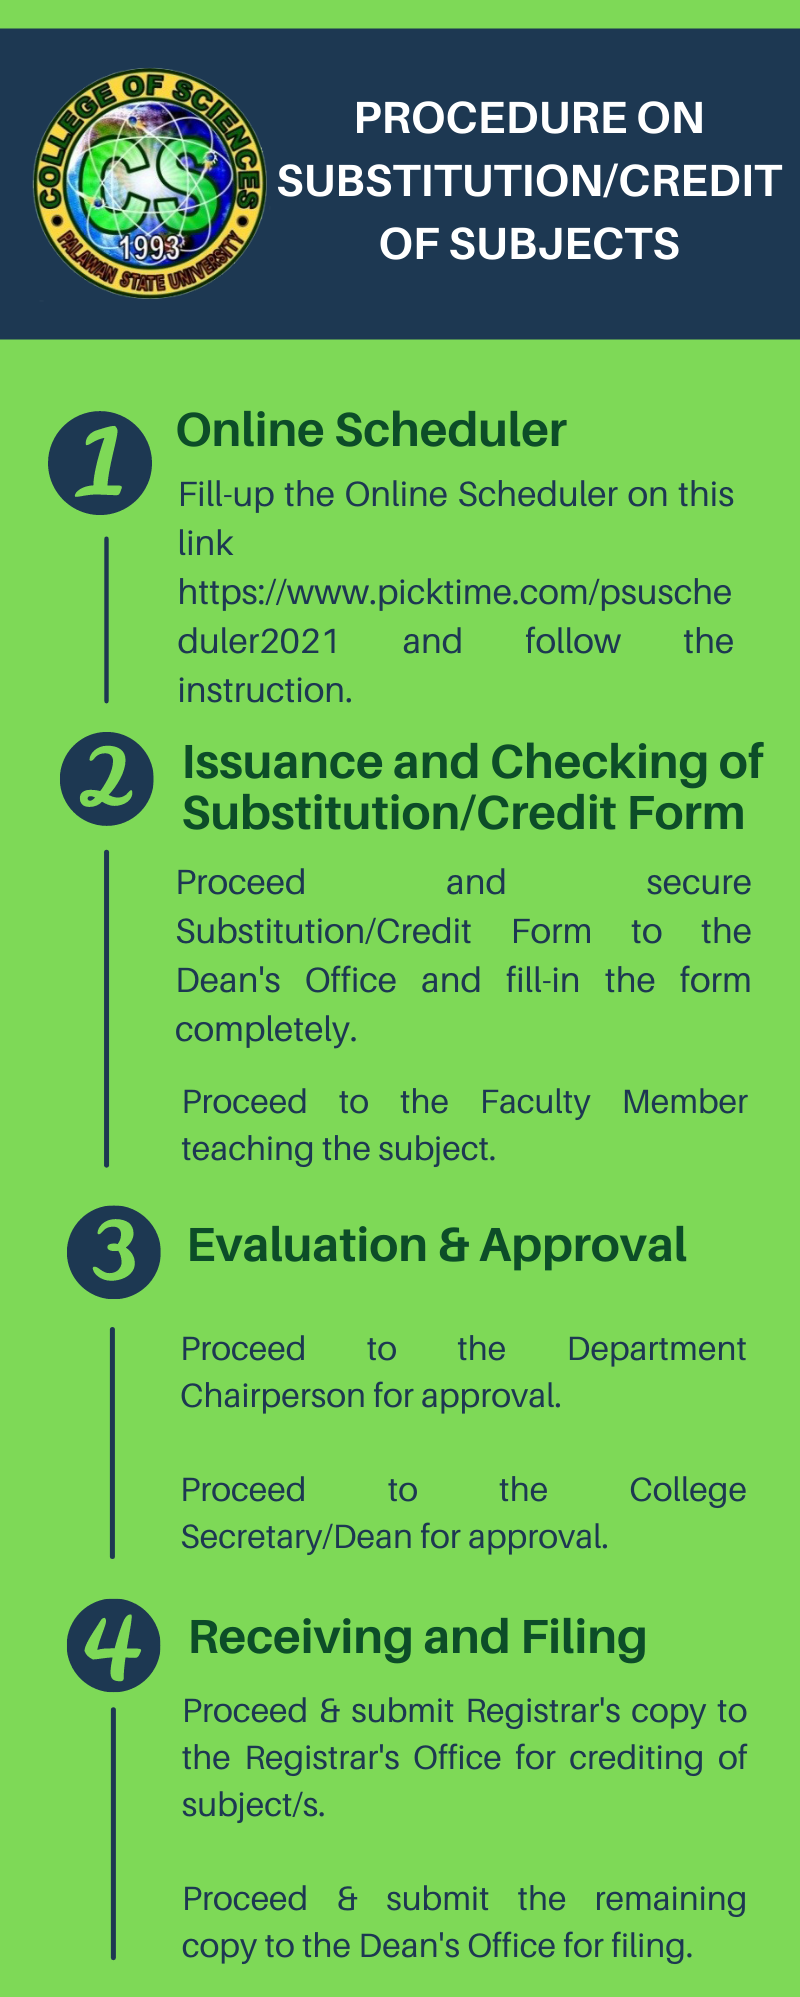 COLLEGE OF SCIENCES
CS
1993
PALAWAN STATE UNIVERSITY
PROCEDURE ON
SUBSTITUTION/CREDIT
OF SUBJECTS
1
Online Scheduler
Fill-up the Online Scheduler on this
link
https://www.picktime.com/psusche
duler2021 and follow the
instruction.
2
Issuance and Checking of
Substitution/Credit Form
Proceed and secure
Substitution/Credit Form to the
Dean's Office and fill-in the form
completely.
Proceed to the Faculty Member
teaching the subject.
3
Evaluation & Approval
Proceed to the Department
Chairperson for approval.
Proceed to the College
Secretary/Dean for approval.
4
Receiving and Filing
Proceed & submit Registrar's copy to
the Registrar's Office for crediting of
subject/s.
Proceed & submit the remaining
copy to the Dean's Office for filing.